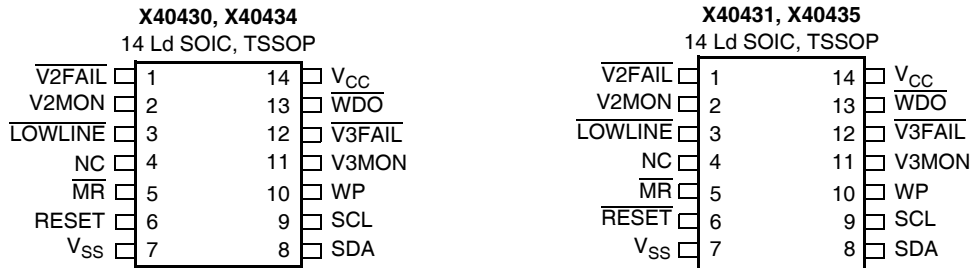 X40430, X40434
14 Ld SOIC, TSSOP
V2FAIL 1 14 VCC
V2MON 2 13 WDO
LOWLINE 3 12 V3FAIL
NC 4 11 V3MON
MR 5 10 WP
RESET 6 9 SCL
VSS 7 8 SDA
X40431, X40435
14 Ld SOIC, TSSOP
V2FAIL 1 14 VCC
V2MON 2 13 WDO
LOWLINE 3 12 V3FAIL
NC 4 11 V3MON
MR 5 10 WP
RESET 6 9 SCL
VSS 7 8 SDA